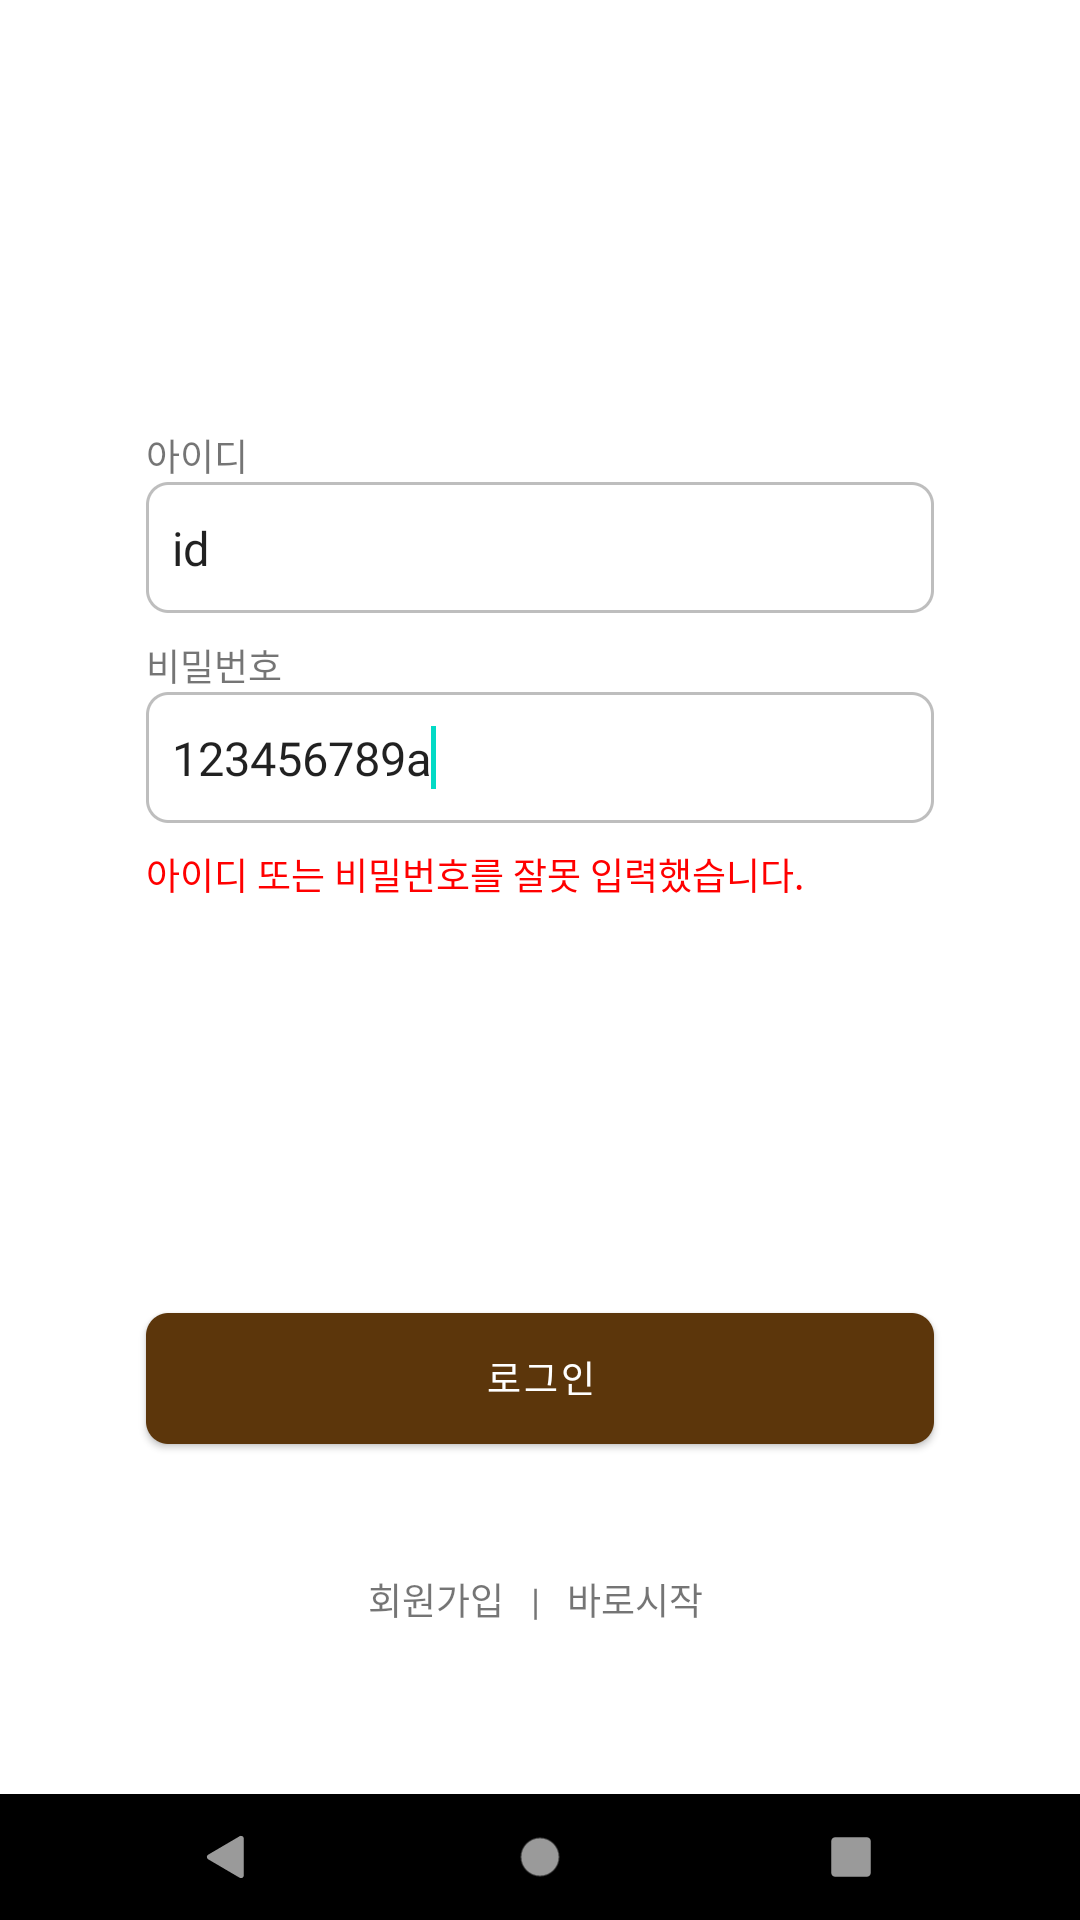 아이디
id
비밀번호
123456789a
아이디 또는 비밀번호를 잘못 입력했습니다.
로그인
회원가입 | 바로시작